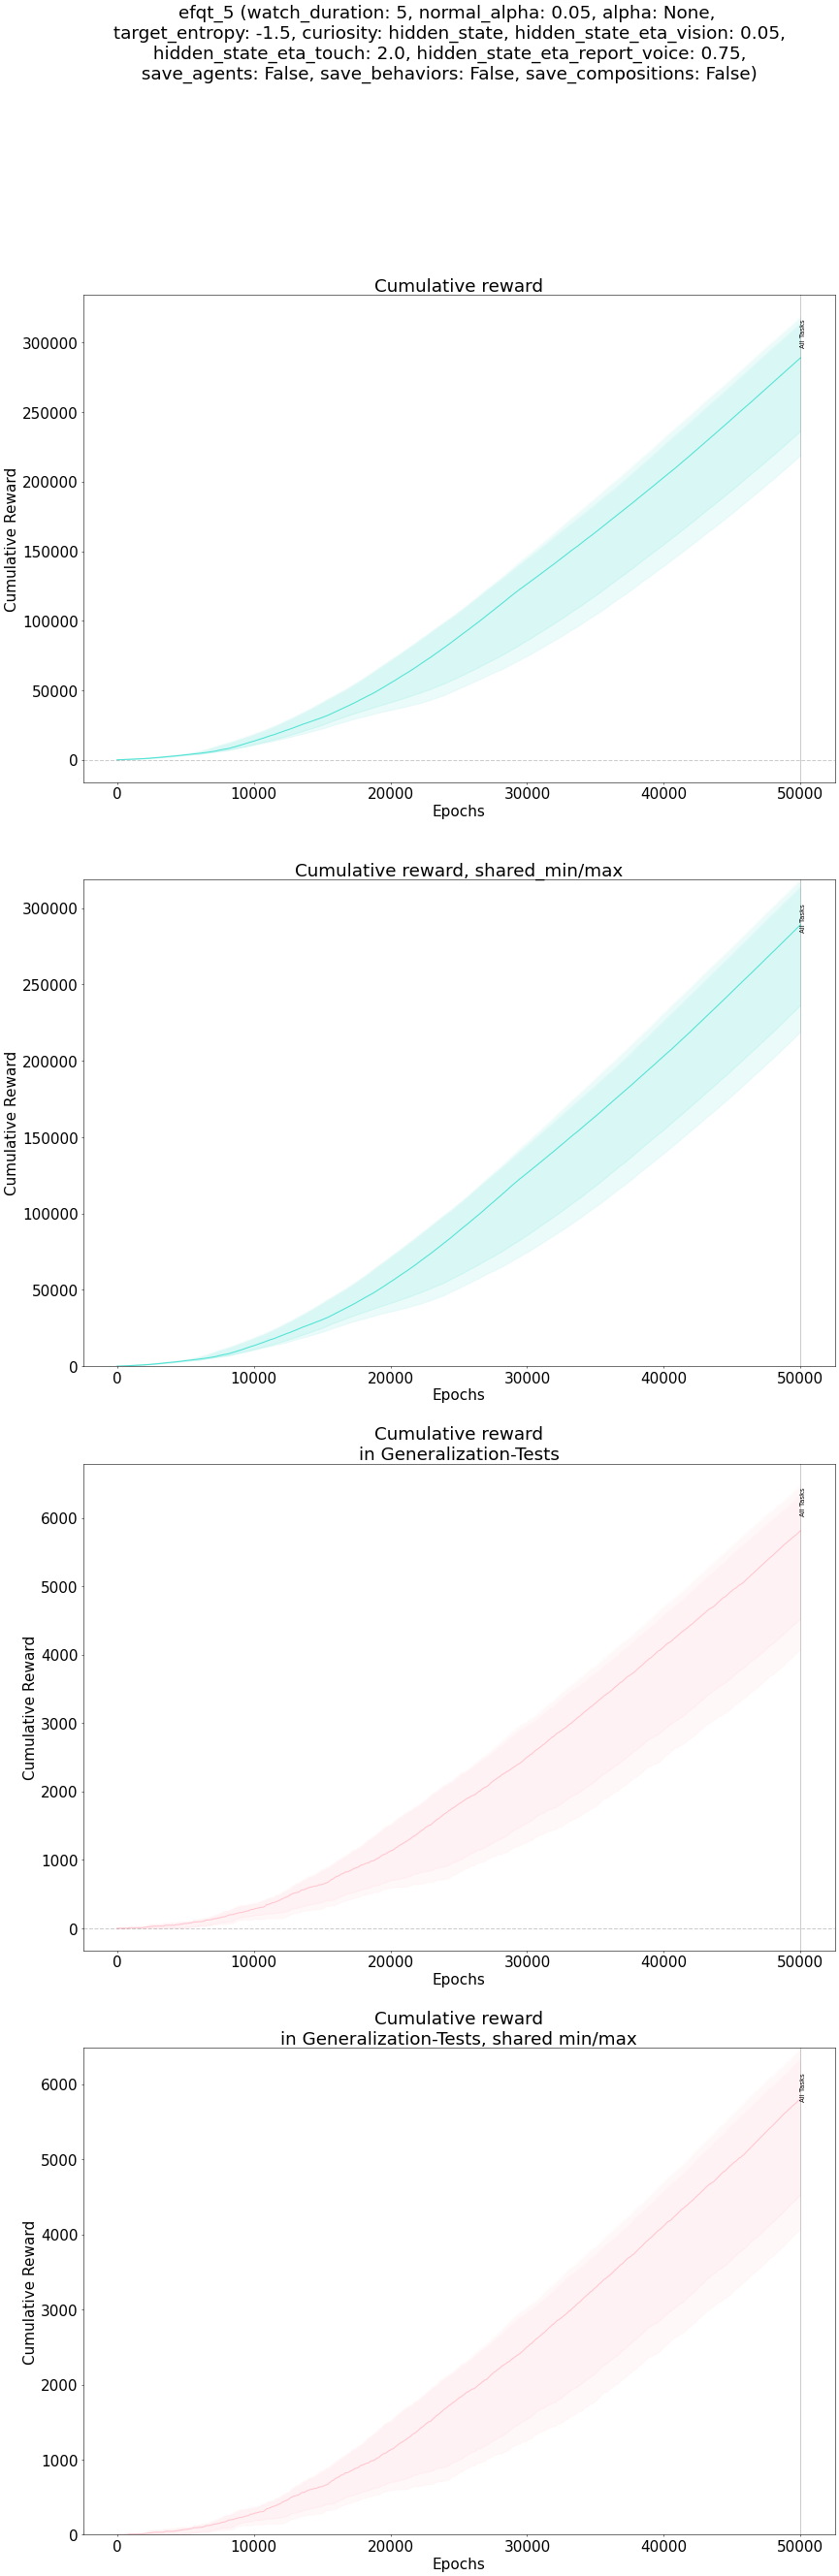 efqt_5 (watch_duration: 5, normal_alpha: 0.05, alpha: None,
target_entropy: -1.5, curiosity: hidden_state, hidden_state_eta_vision: 0.05,
hidden_state_eta_touch: 2.0, hidden_state_eta_report_voice: 0.75,
save_agents: False, save_behaviors: False, save_compositions: False)
Cumulative reward
All Tasks
300000
250000
200000
150000
100000
50000
0
Cumulative Reward
0 10000 20000 30000 40000 50000
Epochs
Cumulative reward, shared_min/max
All Tasks
300000
250000
200000
150000
100000
50000
0
Cumulative Reward
0 10000 20000 30000 40000 50000
Epochs
Cumulative reward
in Generalization-Tests
All Tasks
6000
5000
4000
3000
2000
1000
0
Cumulative Reward
0 10000 20000 30000 40000 50000
Epochs
Cumulative reward
in Generalization-Tests, shared min/max
All Tasks
6000
5000
4000
3000
2000
1000
0
Cumulative Reward
0 10000 20000 30000 40000 50000
Epochs